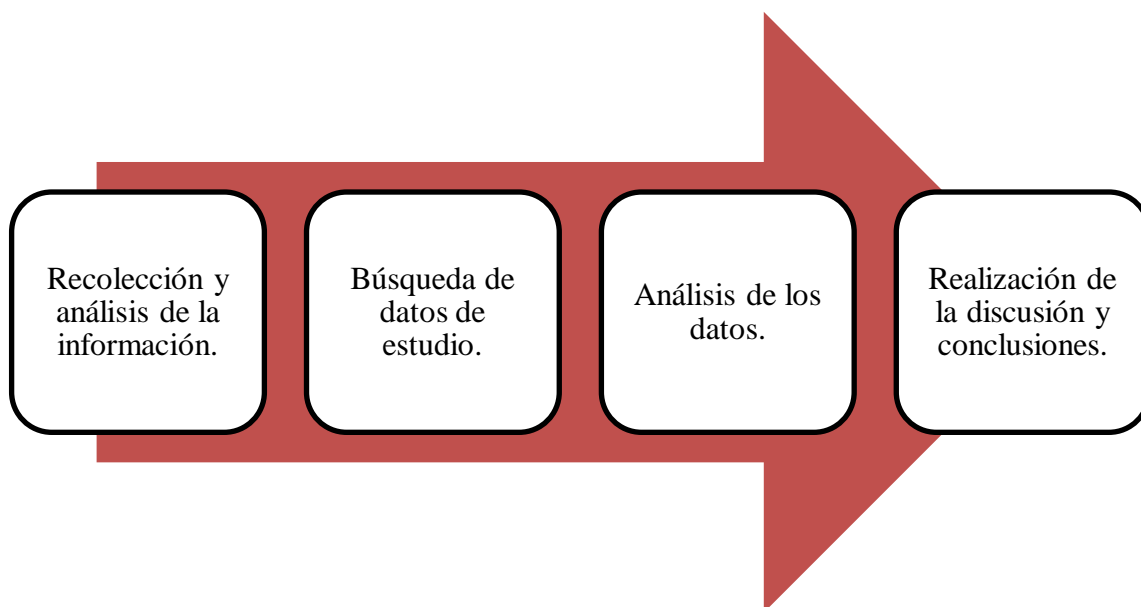 Recolección y
análisis de la
información.
Búsqueda de
datos de
estudio.
Análisis de los
datos.
Realización de
la discusión y
conclusiones.